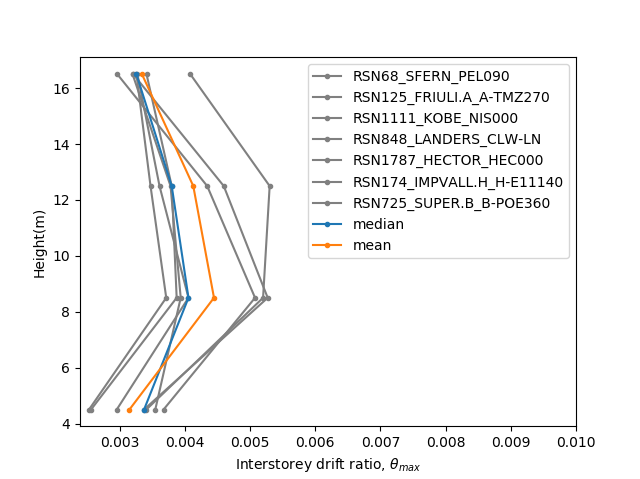 RSN68_SFERN_PEL090
RSN125_FRIULI.A_A-TMZ270
RSN1111_KOBE_NIS000
RSN848_LANDERS_CLW-LN
RSN1787_HECTOR_HEC000
RSN174_IMPVALL.H_H-E11140
RSN725_SUPER.B_B-POE360
median
mean
16
14
12
10
8
6
4
Height(m)
0.003 0.004 0.005 0.006 0.007 0.008 0.009 0.010
Interstorey drift ratio, θmax